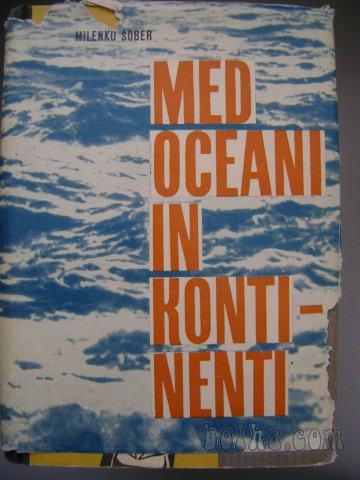 MILENKO ŠOBER
MED
OCEANI
IN
KONTI-
NENTI
bolha.com